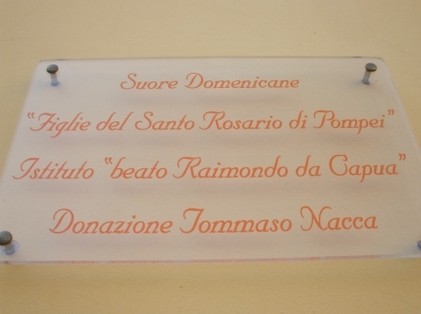 Suore Domenicane
"Figlie del Santo Rosario di Pompei"
Istituto "beato Raimondo da Capua"
Donazione Tommaso Nacca